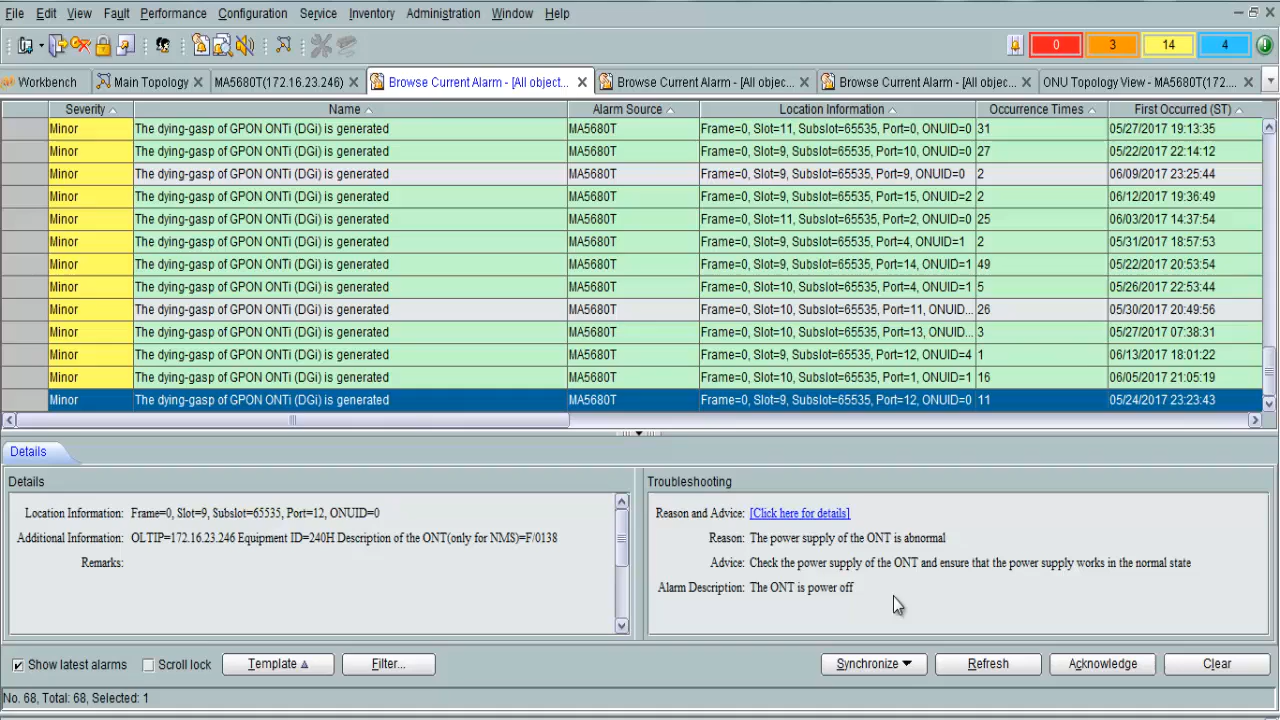 File Edit View Fault Performance Configuration Service Inventory Administration Window Help
0 3 14 4
Workbench Main Topology MA5680T(172.16.23.246) Browse Current Alarm - [All object... Browse Current Alarm - [All objec... Browse Current Alarm - [All objec... ONU Topology View - MA5680T(172....
Severity Name Alarm Source Location Information Occurrence Times First Occurred (ST)
Minor The dying-gasp of GPON ONTi (DGi) is generated MA5680T Frame=0, Slot=11, Subslot=65535, Port=0, ONUID=0 31 05/27/2017 19:13:35
Minor The dying-gasp of GPON ONTi (DGi) is generated MA5680T Frame=0, Slot=9, Subslot=65535, Port=10, ONUID=0 27 05/22/2017 22:14:12
Minor The dying-gasp of GPON ONTi (DGi) is generated MA5680T Frame=0, Slot=9, Subslot=65535, Port=9, ONUID=0 2 06/09/2017 23:25:44
Minor The dying-gasp of GPON ONTi (DGi) is generated MA5680T Frame=0, Slot=9, Subslot=65535, Port=15, ONUID=2 2 06/12/2017 19:36:49
Minor The dying-gasp of GPON ONTi (DGi) is generated MA5680T Frame=0, Slot=11, Subslot=65535, Port=2, ONUID=0 25 06/03/2017 14:37:54
Minor The dying-gasp of GPON ONTi (DGi) is generated MA5680T Frame=0, Slot=9, Subslot=65535, Port=4, ONUID=1 2 05/31/2017 18:57:53
Minor The dying-gasp of GPON ONTi (DGi) is generated MA5680T Frame=0, Slot=9, Subslot=65535, Port=14, ONUID=1 49 05/22/2017 20:53:54
Minor The dying-gasp of GPON ONTi (DGi) is generated MA5680T Frame=0, Slot=10, Subslot=65535, Port=4, ONUID=1 5 05/26/2017 22:53:44
Minor The dying-gasp of GPON ONTi (DGi) is generated MA5680T Frame=0, Slot=10, Subslot=65535, Port=11, ONUID... 26 05/30/2017 20:49:56
Minor The dying-gasp of GPON ONTi (DGi) is generated MA5680T Frame=0, Slot=10, Subslot=65535, Port=13, ONUID... 3 05/27/2017 07:38:31
Minor The dying-gasp of GPON ONTi (DGi) is generated MA5680T Frame=0, Slot=9, Subslot=65535, Port=12, ONUID=4 1 06/13/2017 18:01:22
Minor The dying-gasp of GPON ONTi (DGi) is generated MA5680T Frame=0, Slot=10, Subslot=65535, Port=1, ONUID=1 16 06/05/2017 21:05:19
Minor The dying-gasp of GPON ONTi (DGi) is generated MA5680T Frame=0, Slot=9, Subslot=65535, Port=12, ONUID=0 11 05/24/2017 23:23:43
Details
Details
Location Information: Frame=0, Slot=9, Subslot=65535, Port=12, ONUID=0
Additional Information: OLTIP=172.16.23.246 Equipment ID=240H Description of the ONT(only for NMS)=F/0138
Remarks:
Troubleshooting
Reason and Advice: [Click here for details]
Reason: The power supply of the ONT is abnormal
Advice: Check the power supply of the ONT and ensure that the power supply works in the normal state
Alarm Description: The ONT is power off
Show latest alarms Scroll lock Template Filter... Synchronize Refresh Acknowledge Clear
No. 68, Total: 68, Selected: 1